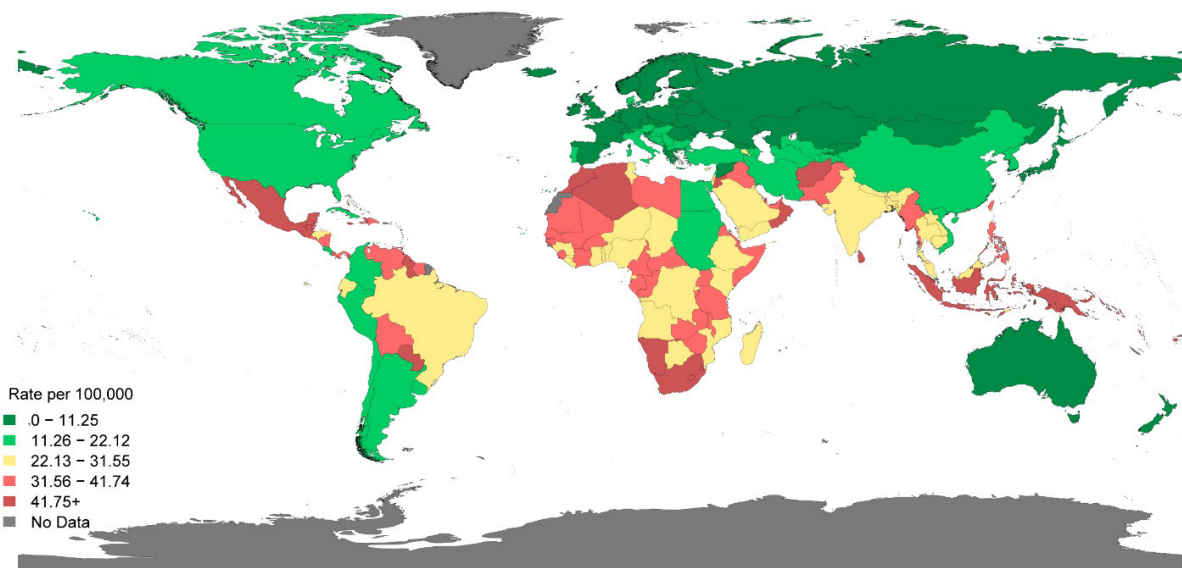 Rate per 100,000
.0 – 11.25
11.26 – 22.12
22.13 – 31.55
31.56 – 41.74
41.75+
No Data